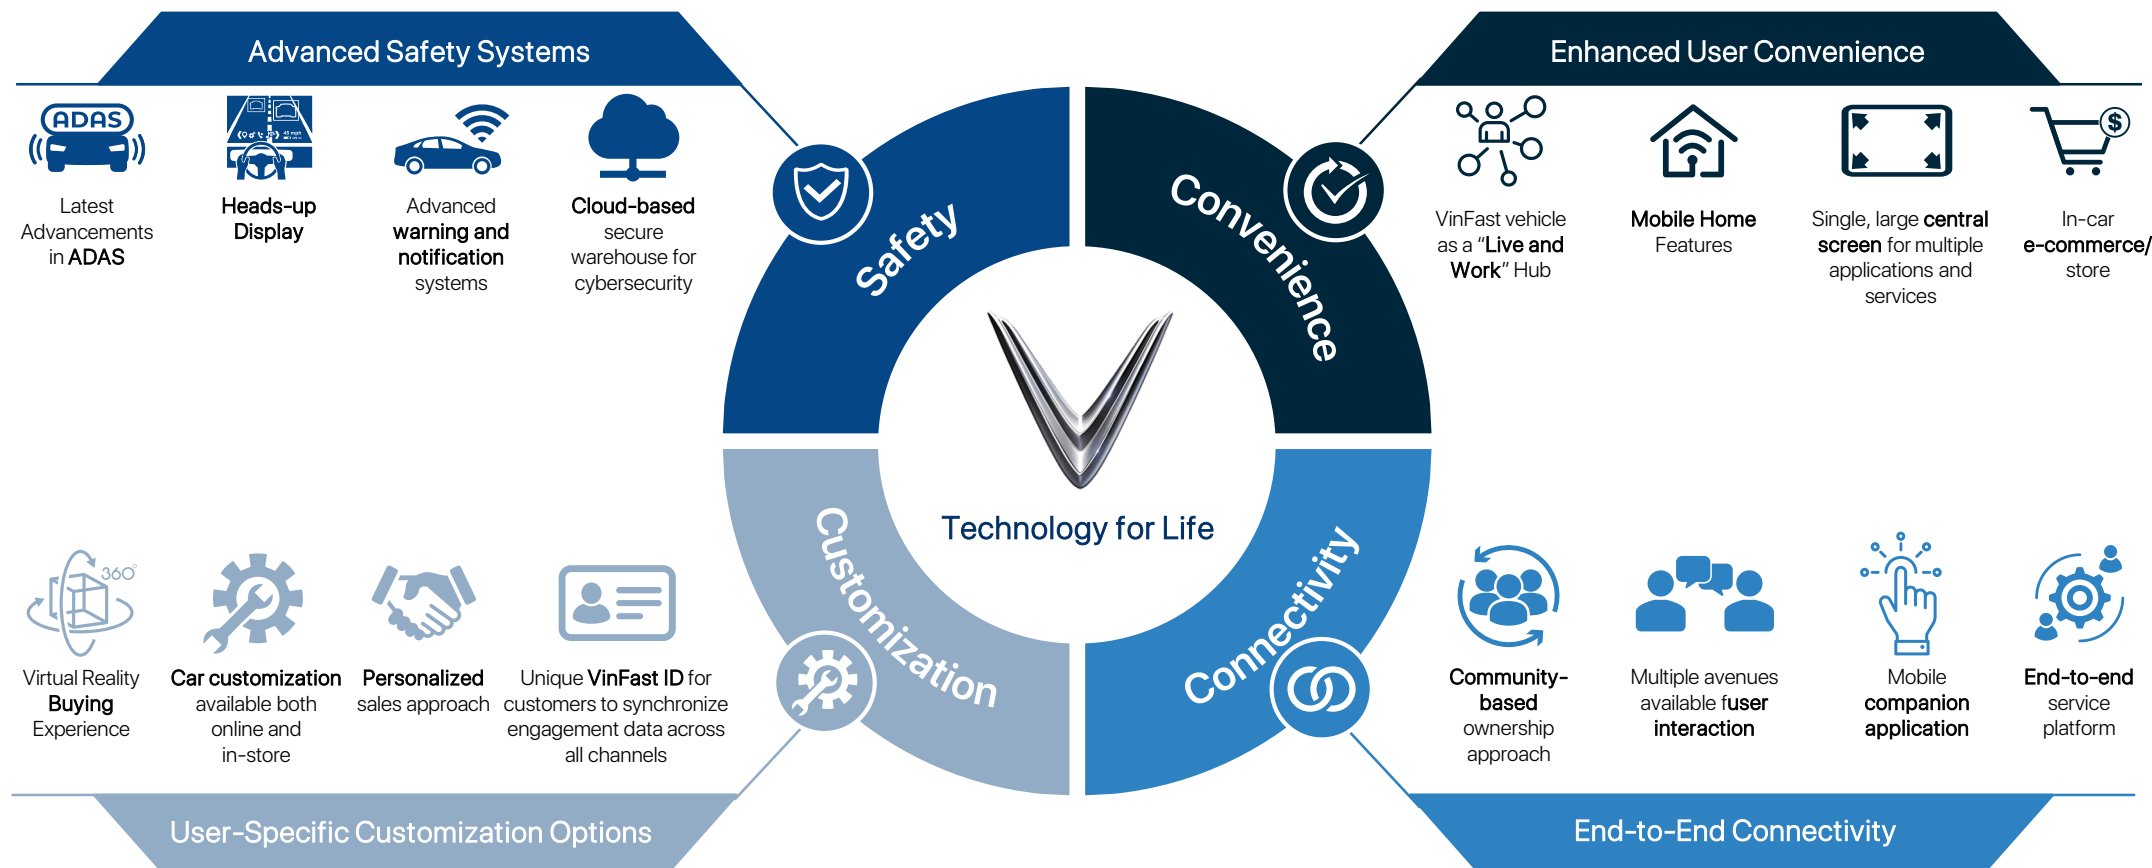 Advanced Safety Systems
ADAS
Latest
Advancements
in ADAS
45 mph
Heads-up
Display
Advanced
warning and
notification
systems
Cloud-based
secure
warehouse for
cybersecurity
Enhanced User Convenience
VinFast vehicle
as a "Live and
Work" Hub
Mobile Home
Features
Single, large central
screen for multiple
applications and
services
$
In-car
e-commerce/
store
Safety
Convenience
Customization
Connectivity
Technology for Life
360°
Virtual Reality
Buying
Experience
Car customization
available both
online and
in-store
Personalized
sales approach
Unique VinFast ID for
customers to synchronize
engagement data across
all channels
User-Specific Customization Options
Community-
based
ownership
approach
Multiple avenues
available fuser
interaction
Mobile
companion
application
End-to-end
service
platform
End-to-End Connectivity